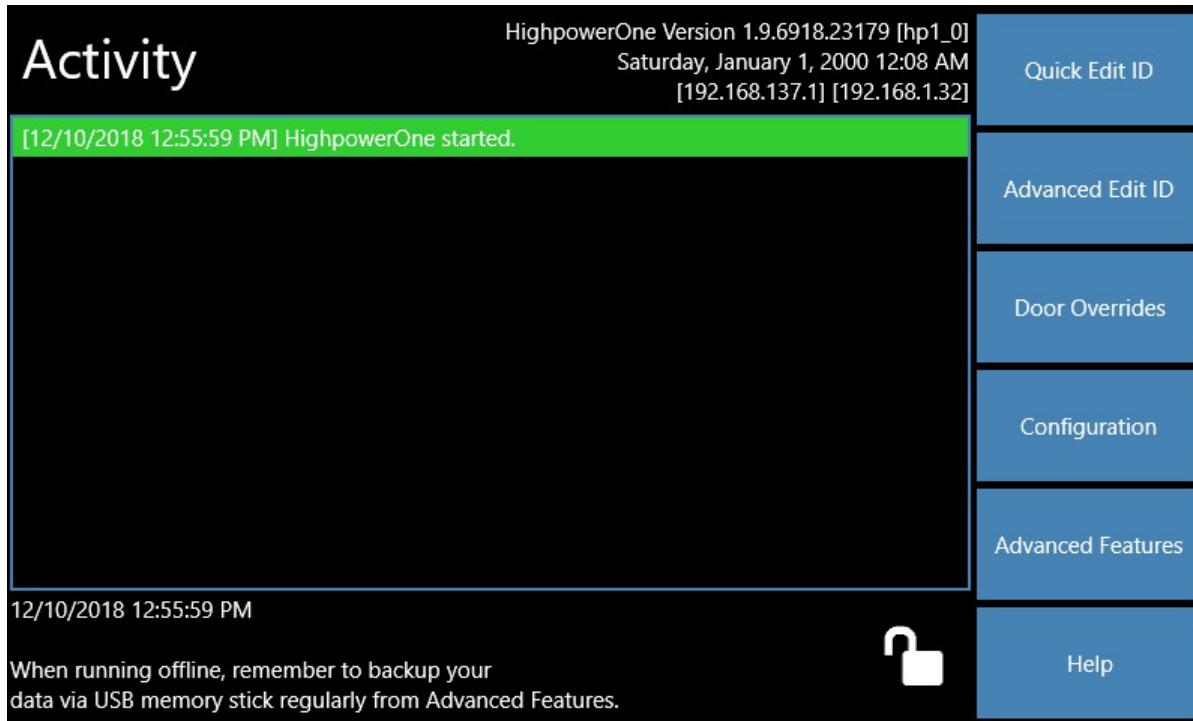 Activity
HighpowerOne Version 1.9.6918.23179 [hp1_0]
Saturday, January 1, 2000 12:08 AM
[192.168.137.1] [192.168.1.32]
[12/10/2018 12:55:59 PM] HighpowerOne started.
12/10/2018 12:55:59 PM
When running offline, remember to backup your
data via USB memory stick regularly from Advanced Features.
Quick Edit ID
Advanced Edit ID
Door Overrides
Configuration
Advanced Features
Help